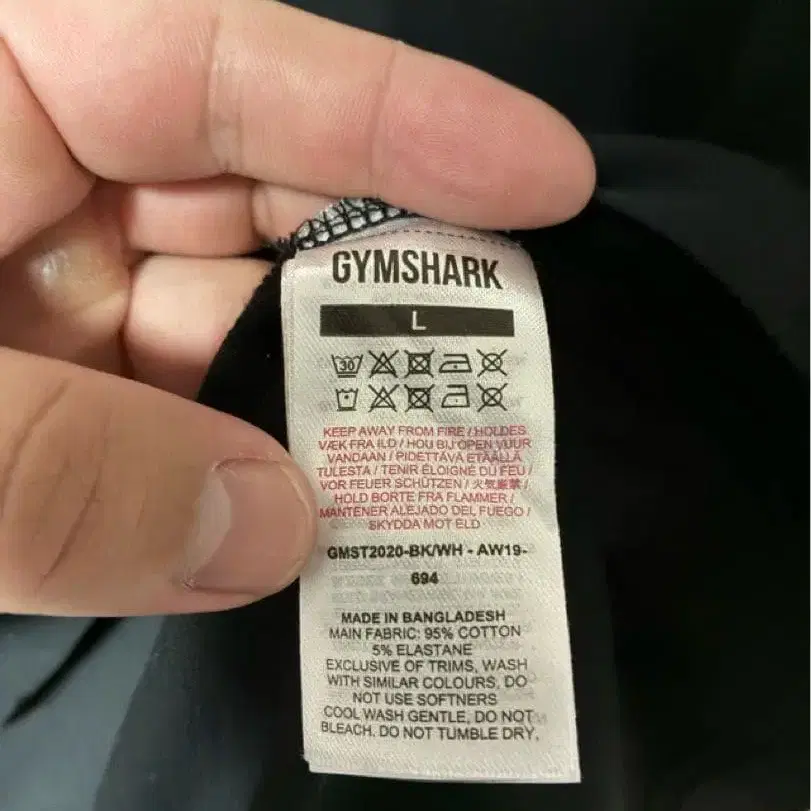 GYMSHARK
L
30
KEEP AWAY FROM FIRE / HOLDES
VÆK FRA ILD / HOU BIJ OPEN VUUR
VANDAAN / PIDETTÄVÄ ETÄÄLLÄ
TULESTA / TENIR ÉLOIGNÉ DU FEU /
VOR FEUER SCHÜTZEN / 火気厳禁 /
HOLD BORTE FRA FLAMMER /
MANTENER ALEJADO DEL FUEGO /
SKYDDA MOT ELD
GMST2020-BK/WH - AW19-
694
MADE IN BANGLADESH
MAIN FABRIC: 95% COTTON
5% ELASTANE
EXCLUSIVE OF TRIMS, WASH
WITH SIMILAR COLOURS, DO
NOT USE SOFTNERS
COOL WASH GENTLE, DO NOT
BLEACH. DO NOT TUMBLE DRY,